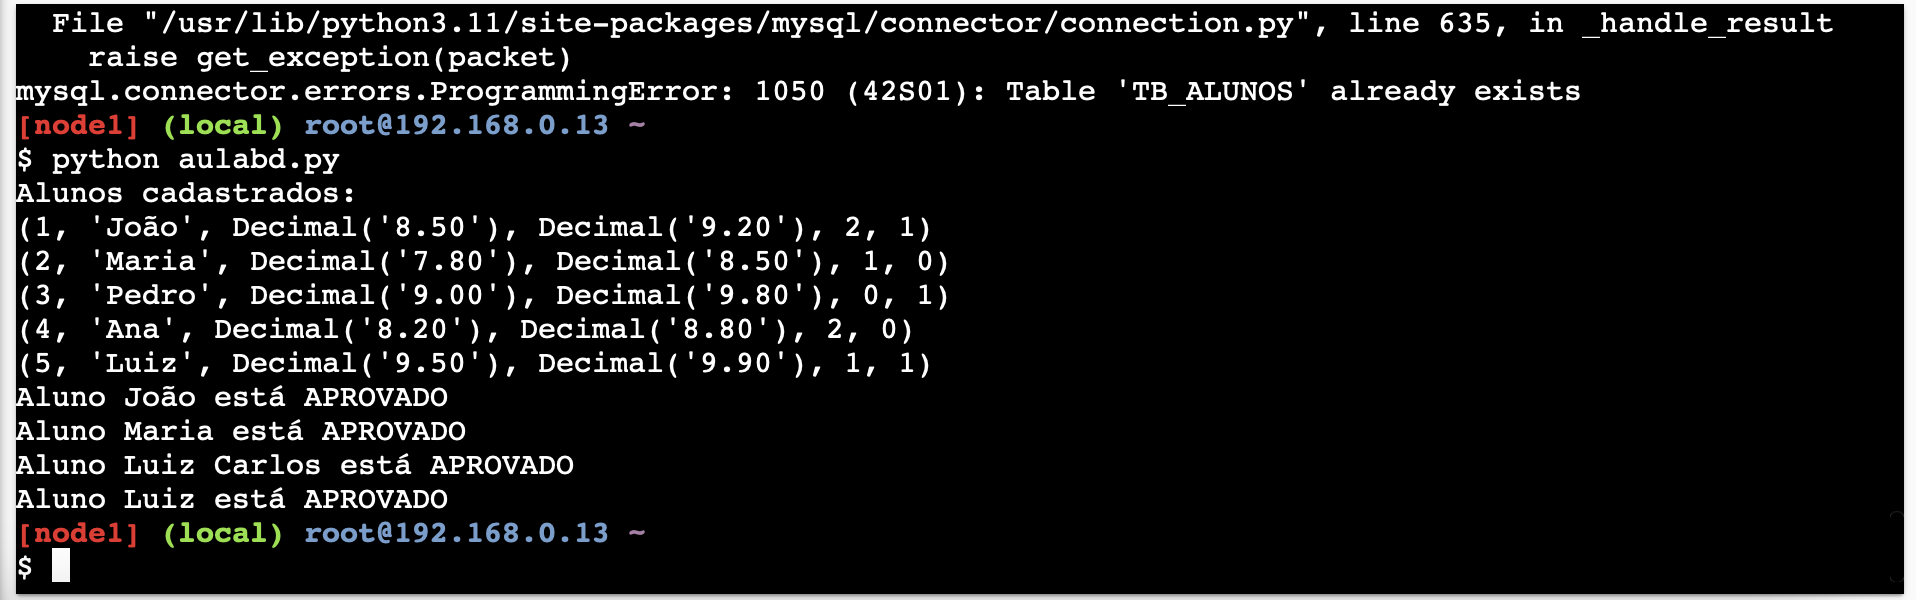 File "/usr/lib/python3.11/site-packages/mysql/connector/connection.py", line 635, in _handle_result
raise get_exception(packet)
mysql.connector.errors.ProgrammingError: 1050 (42S01): Table 'TB_ALUNOS' already exists
[node1] (local) root@192.168.0.13 ~
$ python aulabd.py
Alunos cadastrados:
(1, 'João', Decimal('8.50'), Decimal('9.20'), 2, 1)
(2, 'Maria', Decimal('7.80'), Decimal('8.50'), 1, 0)
(3, 'Pedro', Decimal('9.00'), Decimal('9.80'), 0, 1)
(4, 'Ana', Decimal('8.20'), Decimal('8.80'), 2, 0)
(5, 'Luiz', Decimal('9.50'), Decimal('9.90'), 1, 1)
Aluno João está APROVADO
Aluno Maria está APROVADO
Aluno Luiz Carlos está APROVADO
Aluno Luiz está APROVADO
[node1] (local) root@192.168.0.13 ~
$